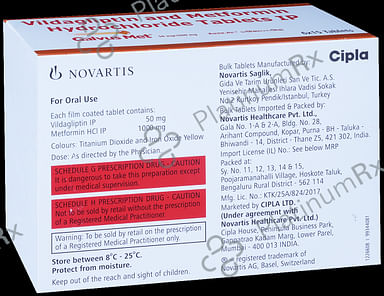 Vildagliptin and Metformin
Hydrochloride Tablets IP
Galvus Met
6x15 Tablets
NOVARTIS
Cipla
For Oral Use
Each film coated tablet contains:
Vildagliptin IP 50 mg
Metformin HCl IP 1000 mg
Colours: Titanium Dioxide and Iron Oxide Yellow
Dose: As directed by the Physician.
SCHEDULE G PRESCRIPTION DRUG - CAUTION
It is dangerous to take this preparation except
under medical supervision.
SCHEDULE H PRESCRIPTION DRUG - CAUTION
Not to be sold by retail without the prescription
of a Registered Medical Practitioner.
Warning: To be sold by retail on the prescription
of a Registered Medical Practitioner only.
Store between 8°C - 25°C.
Protect from moisture.
Keep out of the reach and sight of children.
Bulk Tablets Manufactured by:
Novartis Saglik,
Gida Ve Tarim Urunleri San Ve Tic. A.S.
Yenisehir Mahallesi Ihlara Vadisi Sokak
No:2 Kurtkoy Pendik/Istanbul, Turkey
Bulk Tablets Imported & Packed by:
Novartis Healthcare Pvt. Ltd.,
Gala No. 1-A & 2-A, Bldg. No. 28,
Arihant Compound, Kopar, Purna - BH - Taluka
- Bhiwandi - 14, District Thane - Z5, 421 302, India.
Import License (IL) No.: See below MRP
Packed at:
Sy. No. 11, 12, 13, 14 & 15,
Poojaramanahalli Village, Hoskote Taluk,
Bengaluru Rural District - 562 114
Mfg. Lic. No.: KTK/25A/824/2017
Marketed by CIPLA LTD.
(Under agreement with
Novartis Healthcare Pvt. Ltd.)
Cipla House, Peninsula Business Park,
Ganpatrao Kadam Marg, Lower Parel,
Mumbai - 400 013 INDIA.
registered trademark of
Novartis AG, Basel, Switzerland
PlatinumRx